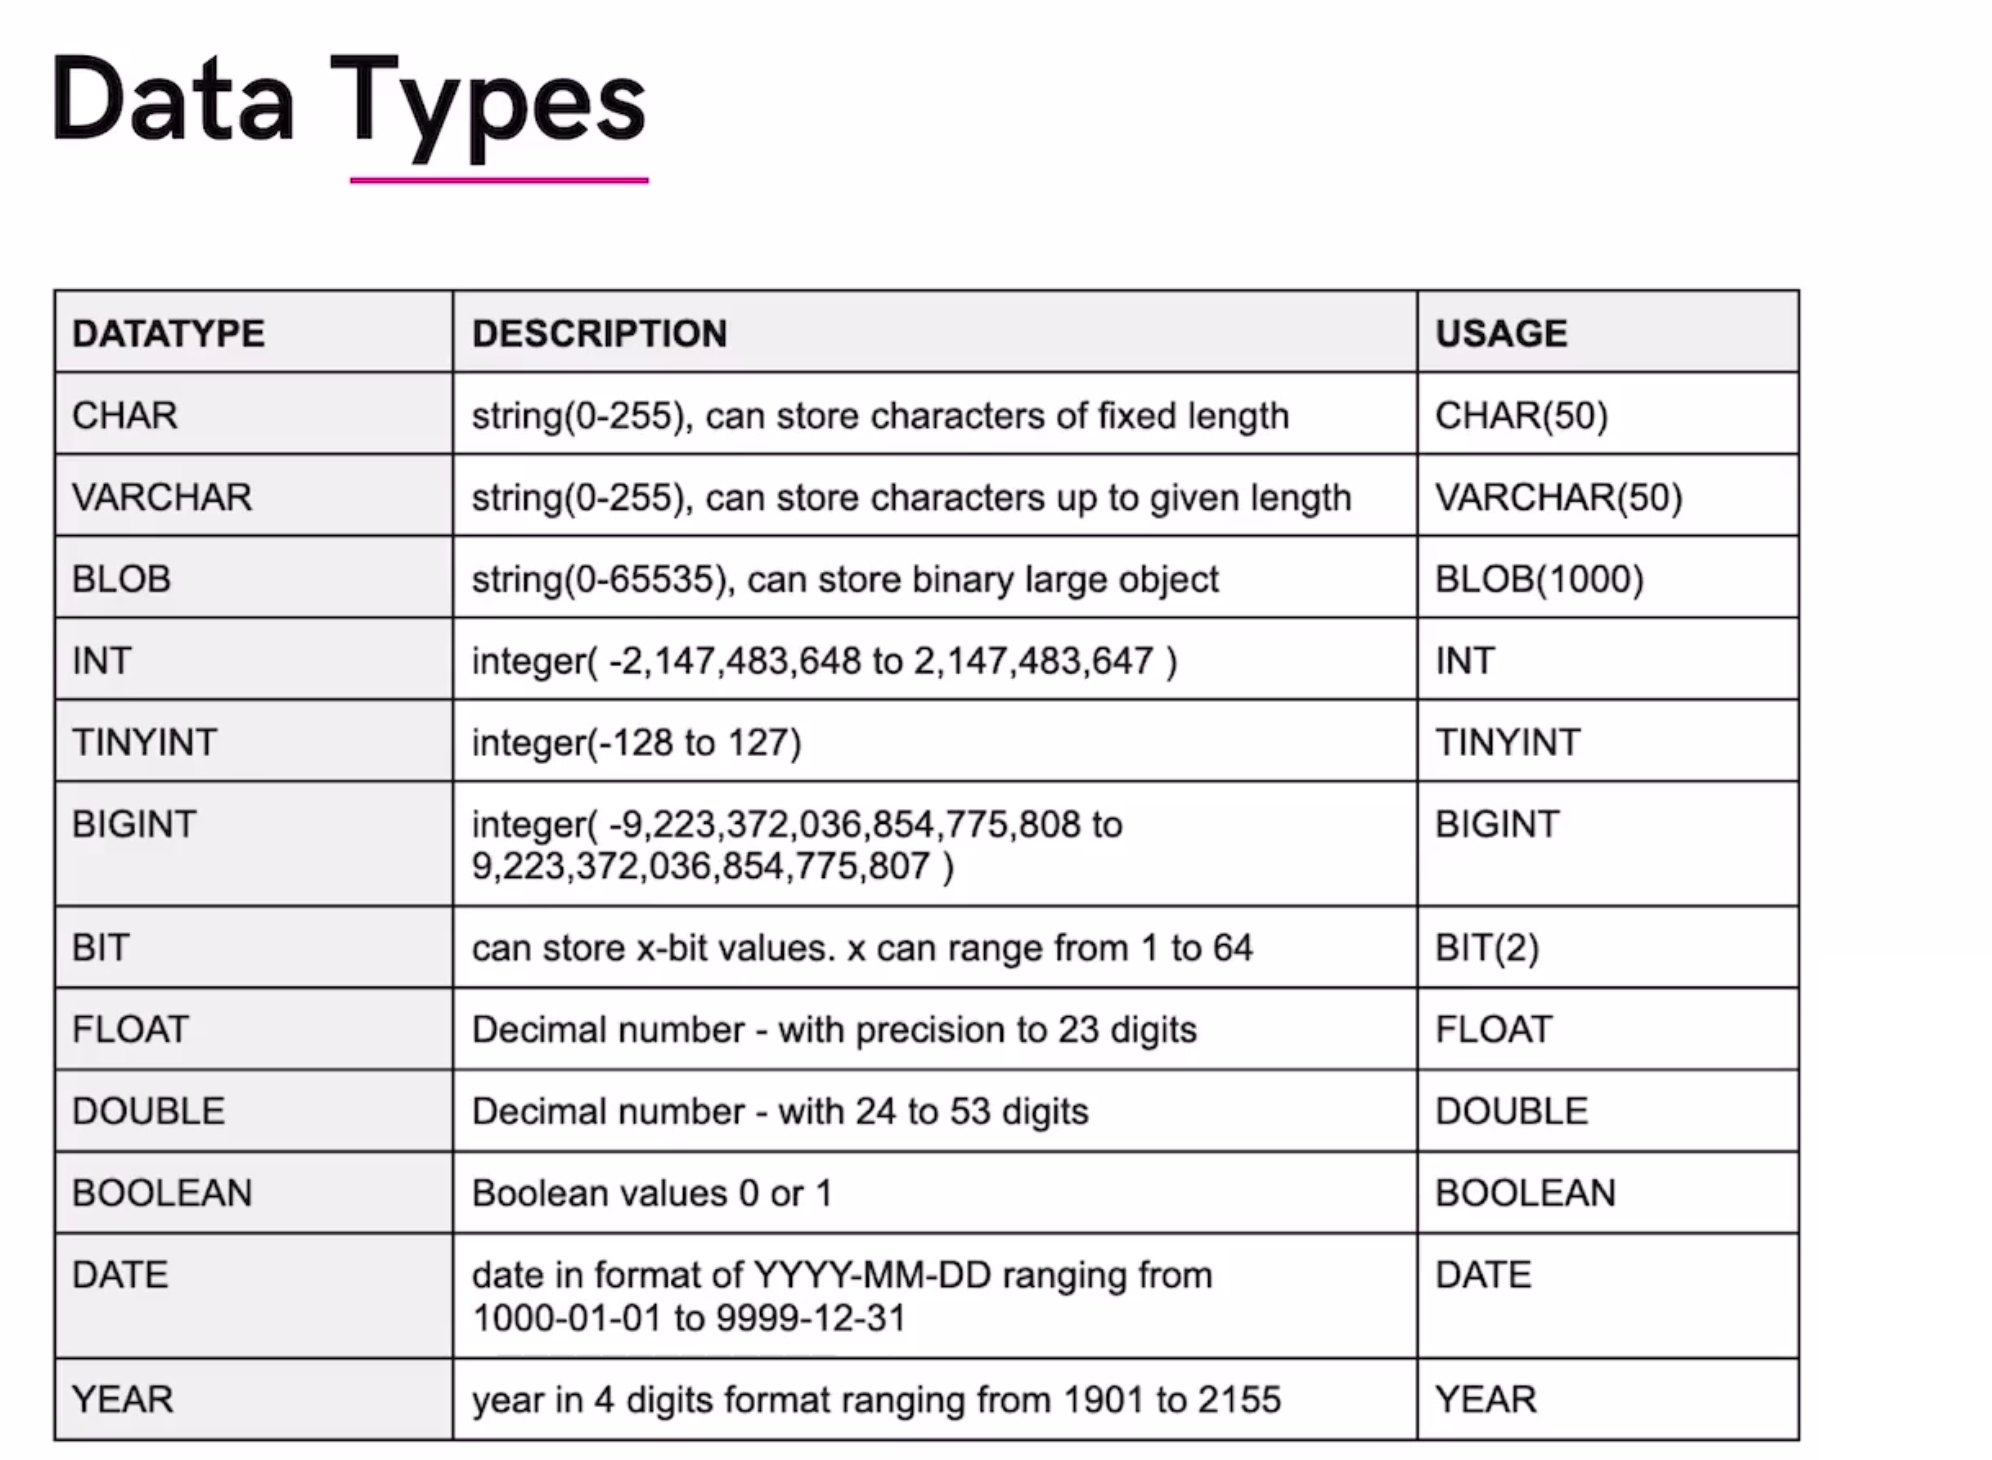 Data Types
DATATYPE DESCRIPTION USAGE
CHAR string(0-255), can store characters of fixed length CHAR(50)
VARCHAR string(0-255), can store characters up to given length VARCHAR(50)
BLOB string(0-65535), can store binary large object BLOB(1000)
INT integer( -2,147,483,648 to 2,147,483,647 ) INT
TINYINT integer(-128 to 127) TINYINT
BIGINT integer( -9,223,372,036,854,775,808 to BIGINT
9,223,372,036,854,775,807 )
BIT can store x-bit values. x can range from 1 to 64 BIT(2)
FLOAT Decimal number - with precision to 23 digits FLOAT
DOUBLE Decimal number - with 24 to 53 digits DOUBLE
BOOLEAN Boolean values 0 or 1 BOOLEAN
DATE date in format of YYYY-MM-DD ranging from DATE
1000-01-01 to 9999-12-31
YEAR year in 4 digits format ranging from 1901 to 2155 YEAR